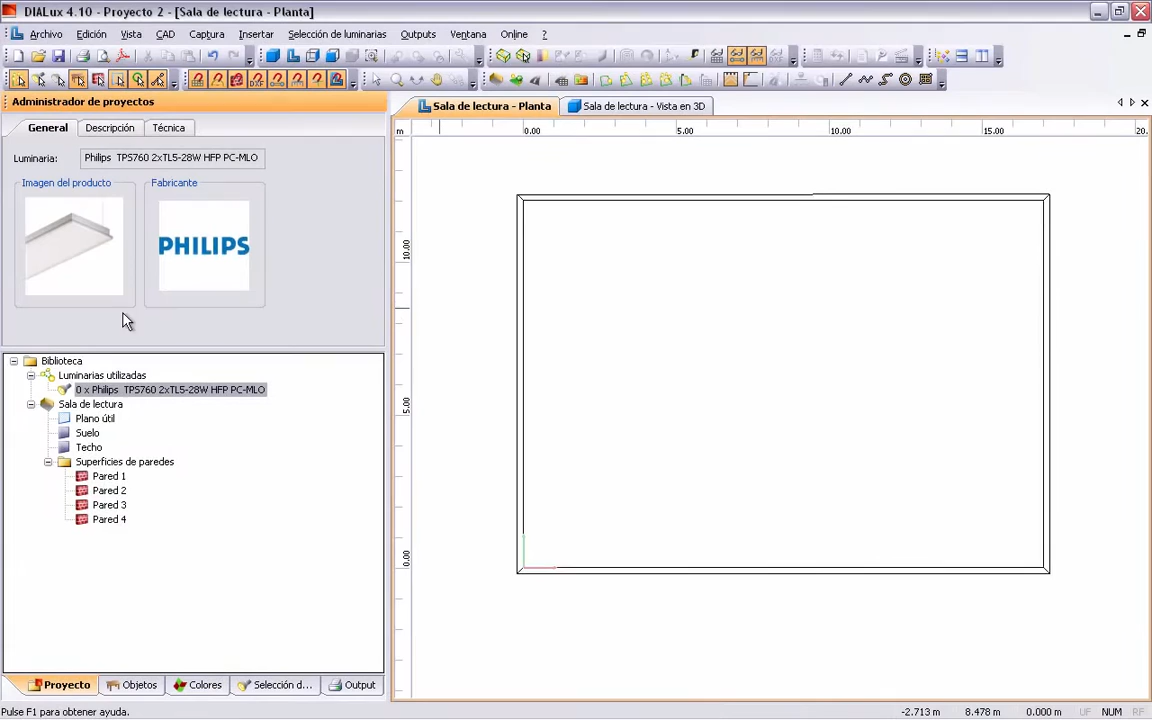 DIALux 4.10 - Proyecto 2 - [Sala de lectura - Planta]
Archivo Edición Vista CAD Captura Insertar Selección de luminarias Outputs Ventana Online ?
Administrador de proyectos
General Descripción Técnica
Luminaria: Philips TPS760 2xTL5-28W HFP PC-MLO
Imagen del producto Fabricante
PHILIPS
Biblioteca
Luminarias utilizadas
0 x Philips TPS760 2xTL5-28W HFP PC-MLO
Sala de lectura
Plano útil
Suelo
Techo
Superficies de paredes
Pared 1
Pared 2
Pared 3
Pared 4
Proyecto Objetos Colores Selección d... Output
Sala de lectura - Planta Sala de lectura - Vista en 3D
m 0.00 5.00 10.00 15.00 20.
10.00
5.00
0.00
Pulse F1 para obtener ayuda. -2.713 m 8.478 m 0.000 m UF NUM RF